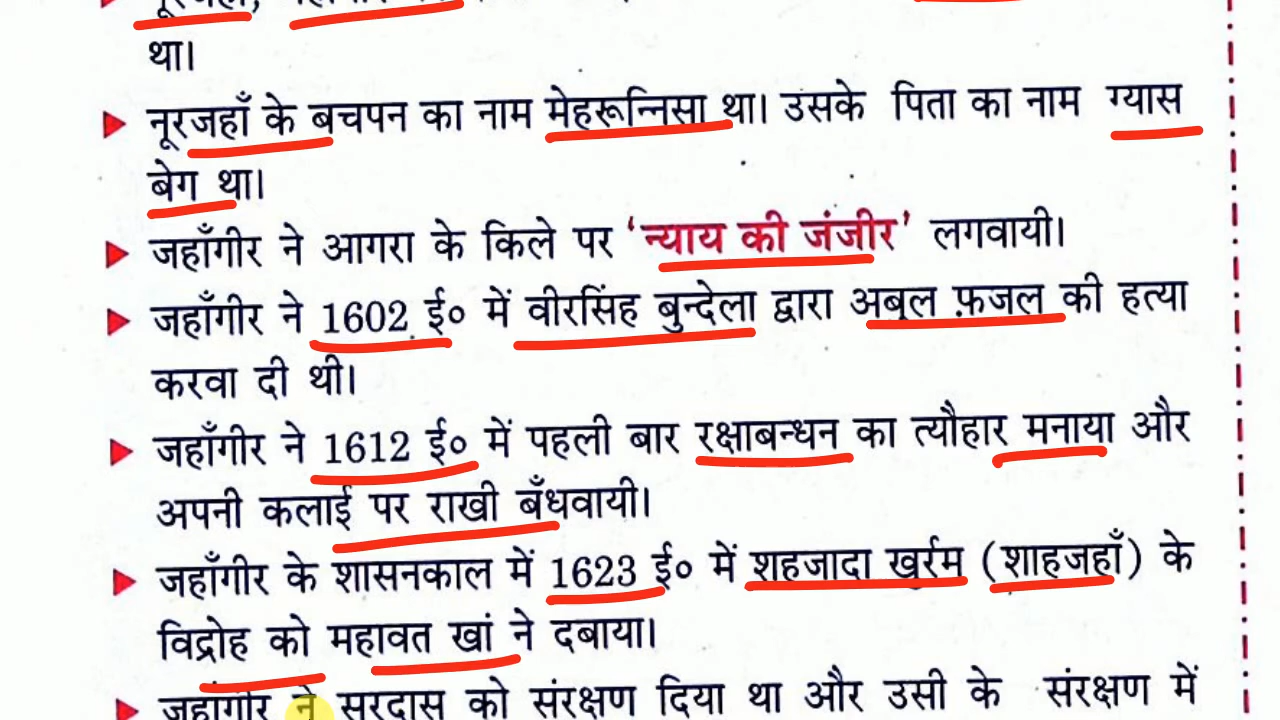 था।
नूरजहाँ के बचपन का नाम मेहरून्निसा था। उसके पिता का नाम ग्यास
बेग था।
जहाँगीर ने आगरा के किले पर ‘न्याय की जंजीर’ लगवायी।
जहाँगीर ने 1602 ई० में वीरसिंह बुन्देला द्वारा अबुल फ़जल की हत्या
करवा दी थी।
जहाँगीर ने 1612 ई० में पहली बार रक्षाबन्धन का त्यौहार मनाया और
अपनी कलाई पर राखी बँधवायी।
जहाँगीर के शासनकाल में 1623 ई० में शहजादा खुर्रम (शाहजहाँ) के
विद्रोह को महावत खां ने दबाया।
जहांगीर ने सूरदास को संरक्षण दिया था और उसी के संरक्षण में